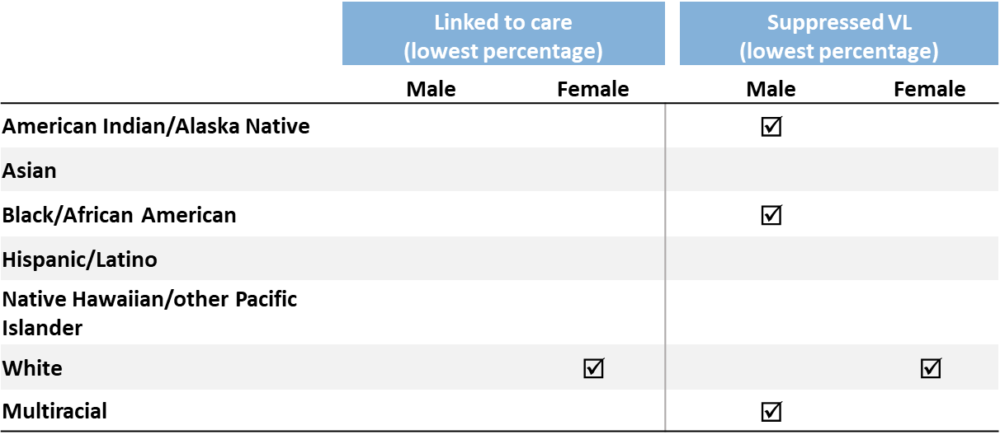 Linked to care
(lowest percentage)
Suppressed VL
(lowest percentage)
Male
Female
Male
Female
American Indian/Alaska Native
☑
Asian
Black/African American
☑
Hispanic/Latino
Native Hawaiian/other Pacific
Islander
White
☑
☑
Multiracial
☑